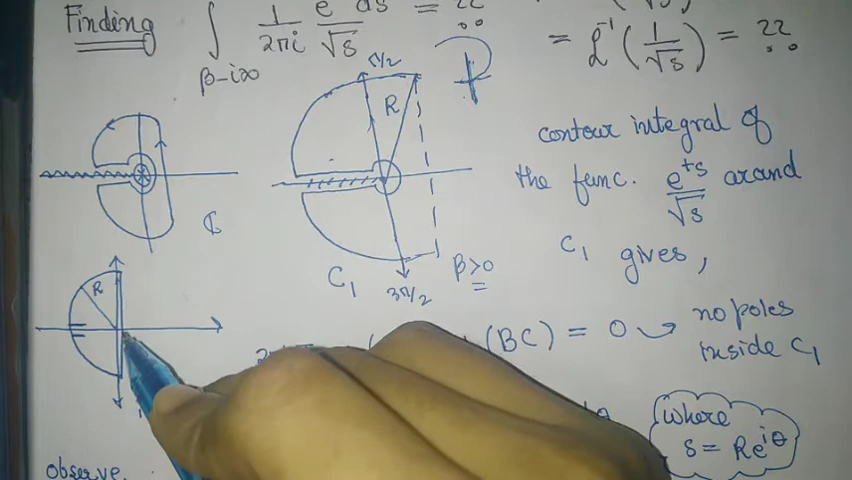 Finding ∫ 1/2πi e ds/√s = ??
β-i∞
= L⁻¹(1/√s) = ??
π/2
R
contour integral of
the func. e^ts/√s around
C₁ gives,
ℂ
C₁
β>0
3π/2
R
(BC) = 0 → no poles
inside C₁
where
s = Re^iθ
observe